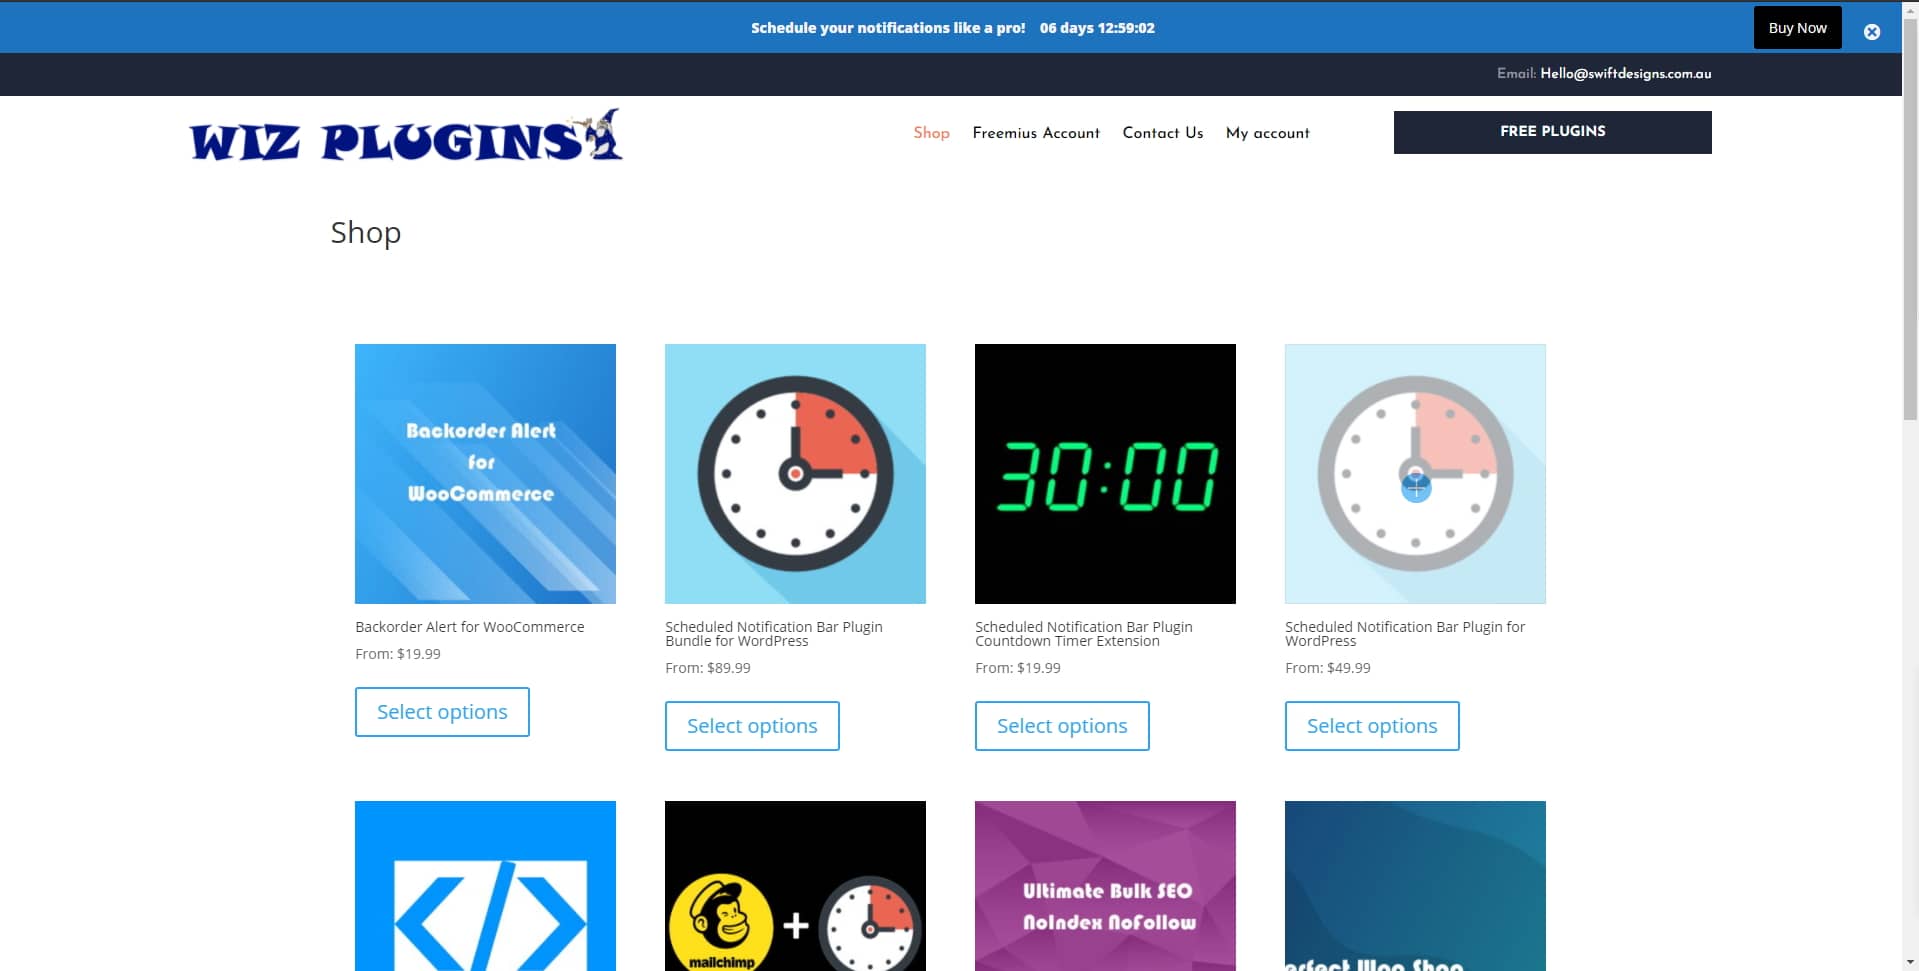 Schedule your notifications like a pro! 06 days 12:59:02
Buy Now
Email: Hello@swiftdesigns.com.au
WIZ PLUGINS
Shop Freemius Account Contact Us My account
FREE PLUGINS
Shop
Backorder Alert
for
WooCommerce
30:00
Backorder Alert for WooCommerce
From: $19.99
Select options
Scheduled Notification Bar Plugin
Bundle for WordPress
From: $89.99
Select options
Scheduled Notification Bar Plugin
Countdown Timer Extension
From: $19.99
Select options
Scheduled Notification Bar Plugin for
WordPress
From: $49.99
Select options
mailchimp
+
Ultimate Bulk SEO
NoIndex NoFollow
Woo Shop